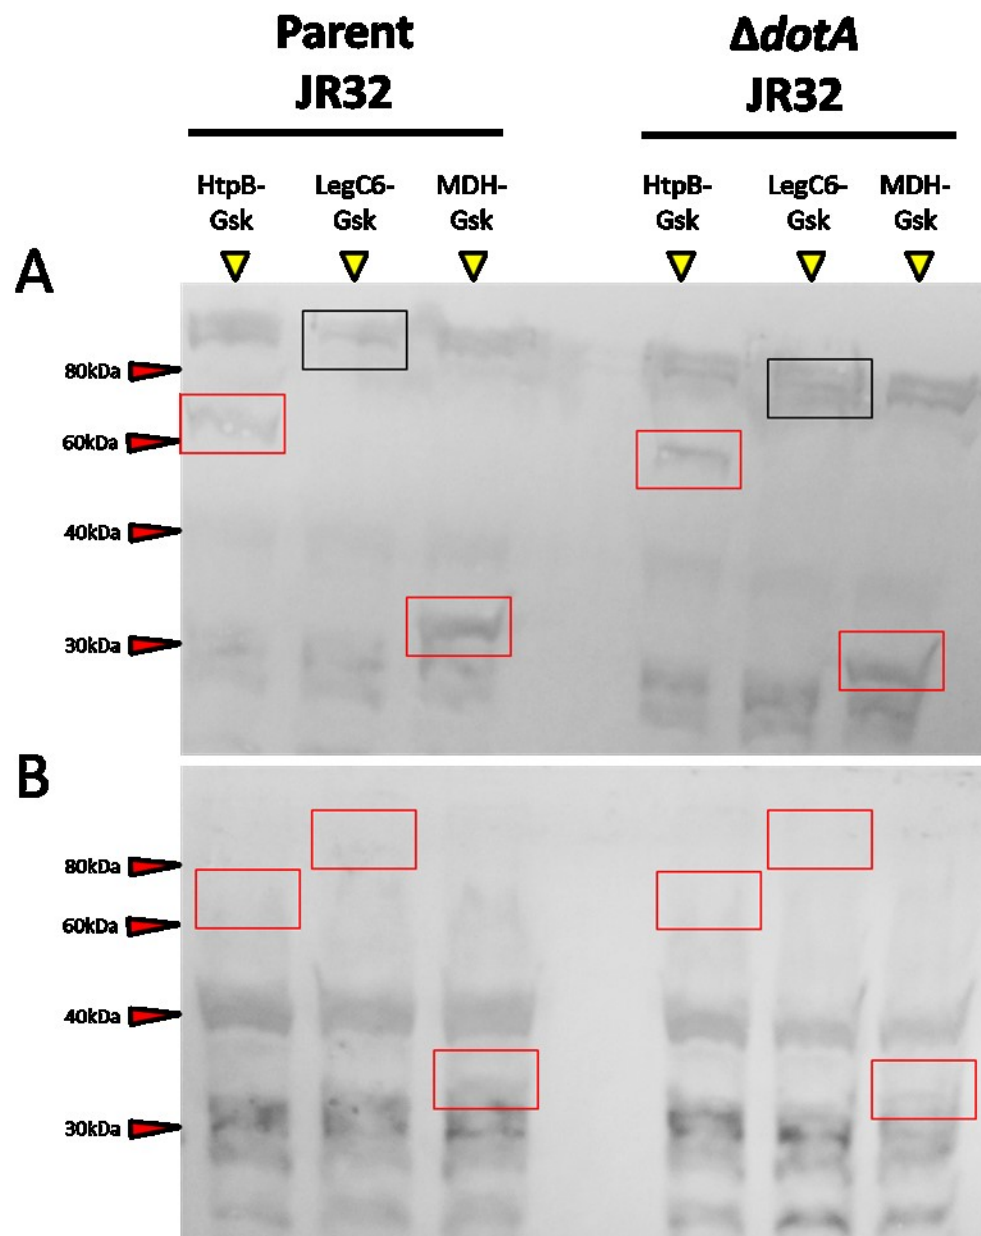 Parent
JR32
ΔdotA
JR32
HtpB-
Gsk
LegC6-
Gsk
MDH-
Gsk
HtpB-
Gsk
LegC6-
Gsk
MDH-
Gsk
A
80kDa
60kDa
40kDa
30kDa
B
80kDa
60kDa
40kDa
30kDa